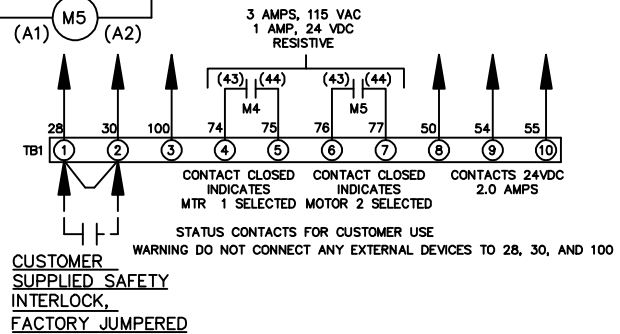 M5
(A1) (A2)
3 AMPS, 115 VAC
1 AMP, 24 VDC
RESISTIVE
(43) (44) (43) (44)
M4 M5
28 30 100 74 75 76 77 50 54 55
TB1 1 2 3 4 5 6 7 8 9 10
CONTACT CLOSED
INDICATES
MTR 1 SELECTED
CONTACT CLOSED
INDICATES
MOTOR 2 SELECTED
CONTACTS 24VDC
2.0 AMPS
STATUS CONTACTS FOR CUSTOMER USE
WARNING DO NOT CONNECT ANY EXTERNAL DEVICES TO 28, 30, AND 100
CUSTOMER
SUPPLIED SAFETY
INTERLOCK,
FACTORY JUMPERED